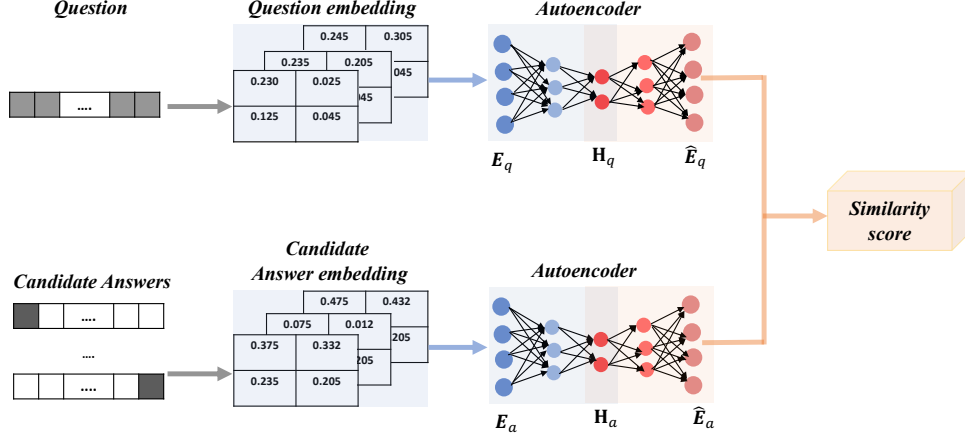 Question
Question embedding
Autoencoder
0.245 0.305
0.235 0.205
045
0.230 0.025
045
....
0.125 0.045
E_q H_q Ê_q
Similarity
score
Candidate
Answer embedding
Autoencoder
Candidate Answers
0.475 0.432
....
0.075 0.012
205
0.375 0.332
....
205
....
0.235 0.205
E_a H_a Ê_a